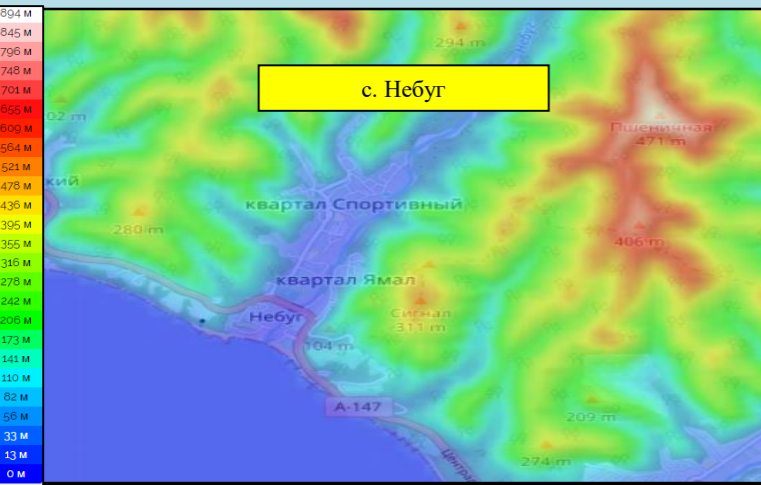 894 м
845 м
796 м
748 м
701 м
655 м
609 м
564 м
521 м
478 м
436 м
395 м
355 м
316 м
278 м
242 м
206 м
173 м
141 м
110 м
82 м
56 м
33 м
13 м
0 м
294 m
с. Небуг
Пшеничная
471 m
02 m
кий
квартал Спортивный
280 m
406 m
квартал Ямал
Сигнал
311 m
Небуг
104 m
А-147
209 m
274 m